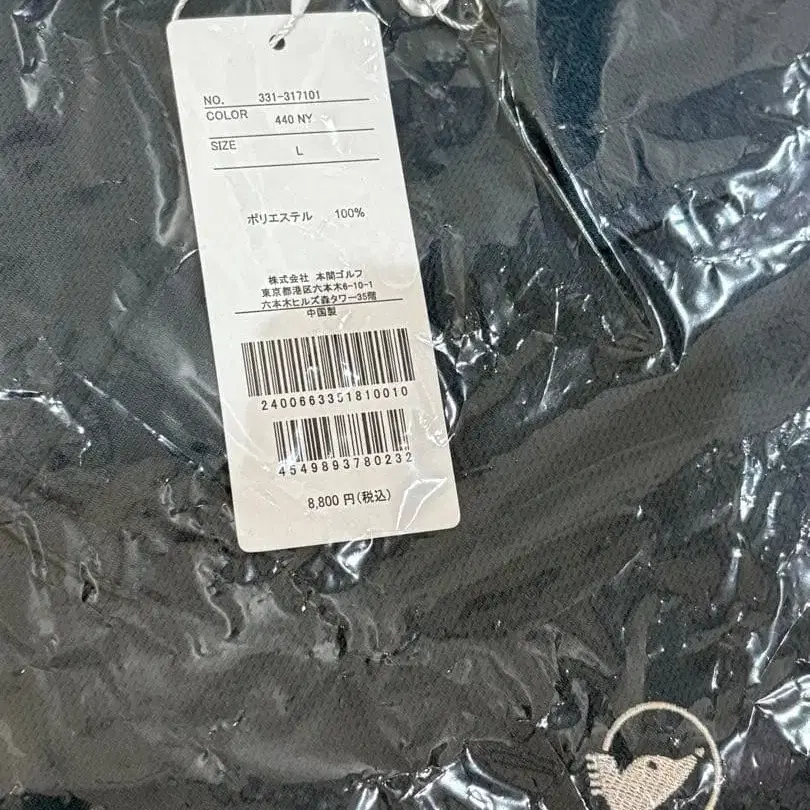 NO. 331-317101
COLOR 440 NY
SIZE L
ポリエステル 100%
株式会社 本間ゴルフ
東京都港区六本木6-10-1
六本木ヒルズ森タワー35階
中国製
2400663351810010
4549893780232
8,800 円(税込)